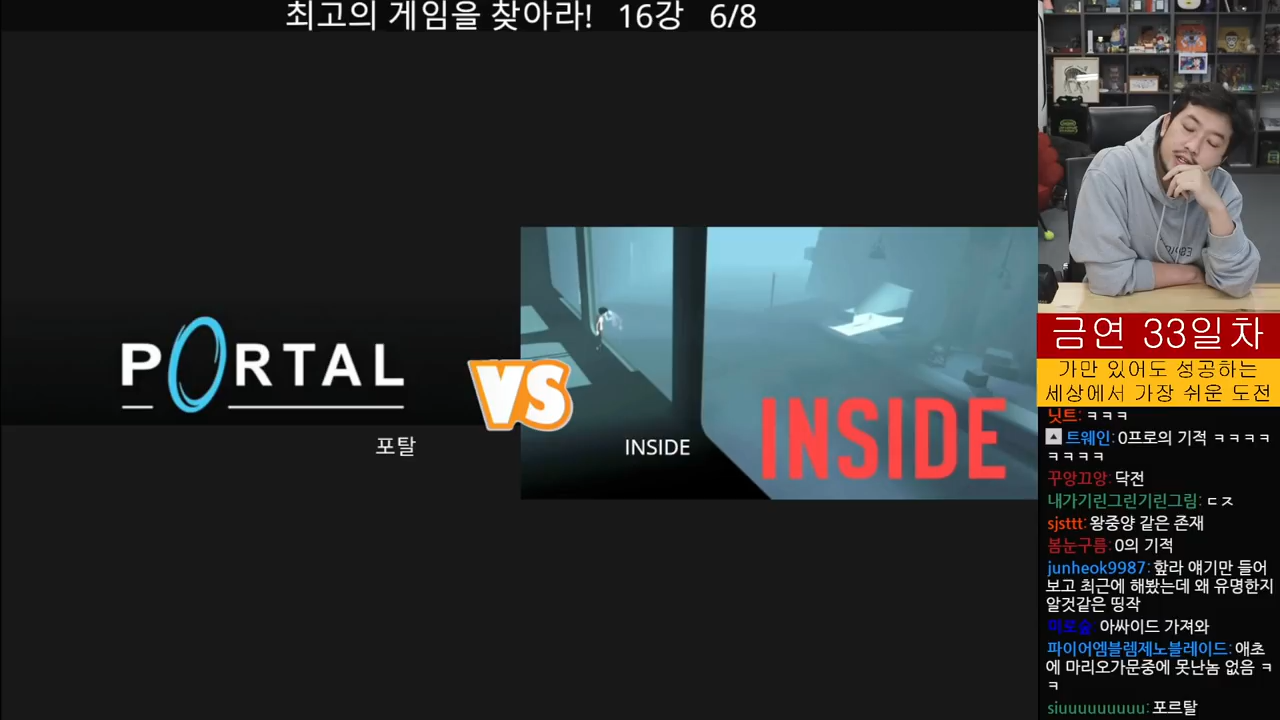 최고의 게임을 찾아라! 16강 6/8
PORTAL
포탈
VS
INSIDE
INSIDE
금연 33일차
가만 있어도 성공하는
세상에서 가장 쉬운 도전
닛트: ㅋㅋㅋ
트웨인: 0프로의 기적 ㅋㅋㅋㅋ
ㅋㅋㅋㅋ
꾸앙끄앙: 닥전
내가기린그린기린그림: ㄷㅈ
sjsttt: 왕중양 같은 존재
봄눈구름: 0의 기적
junheok9987: 핲라 얘기만 들어
보고 최근에 해봤는데 왜 유명한지
알것같은 띵작
미로숲: 아싸이드 가져와
파이어엠블렘제노블레이드: 애초
에 마리오가문중에 못난놈 없음 ㅋ
ㅋ
siuuuuuuuuu: 포르탈